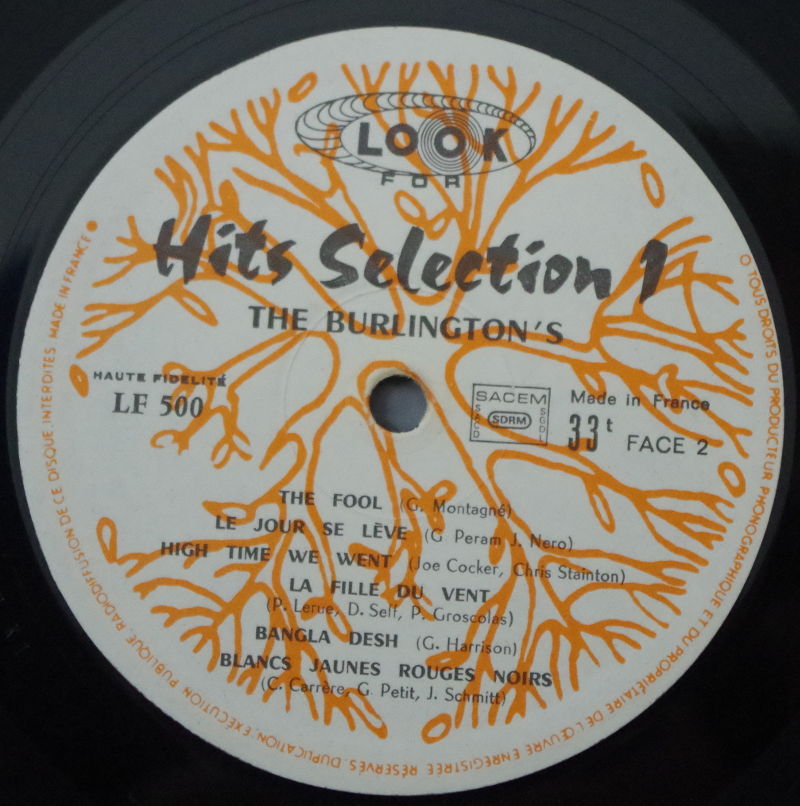 LOOK
FOR
Hits Selection 1
THE BURLINGTON'S
HAUTE FIDELITÉ
LF 500
SACEM
SACD
SDRM
SGDL
Made in France
33t FACE 2
THE FOOL (G. Montagné)
LE JOUR SE LÈVE (G Peram J. Nero)
HIGH TIME WE WENT (Joe Cocker, Chris Stainton)
LA FILLE DU VENT
(P. Lerue, D. Self, P. Groscolas)
BANGLA DESH (G. Harrison)
BLANCS JAUNES ROUGES NOIRS
(C. Carrère, G. Petit, J. Schmitt)
O TOUS DROITS DU PRODUCTEUR PHONOGRAPHIQUE ET DU PROPRIÉTAIRE DE L'ŒUVRE ENREGISTRÉE RÉSERVÉS. DUPLICATION, EXÉCUTION PUBLIQUE, RADIODIFFUSION DE CE DISQUE INTERDITES MADE IN FRANCE